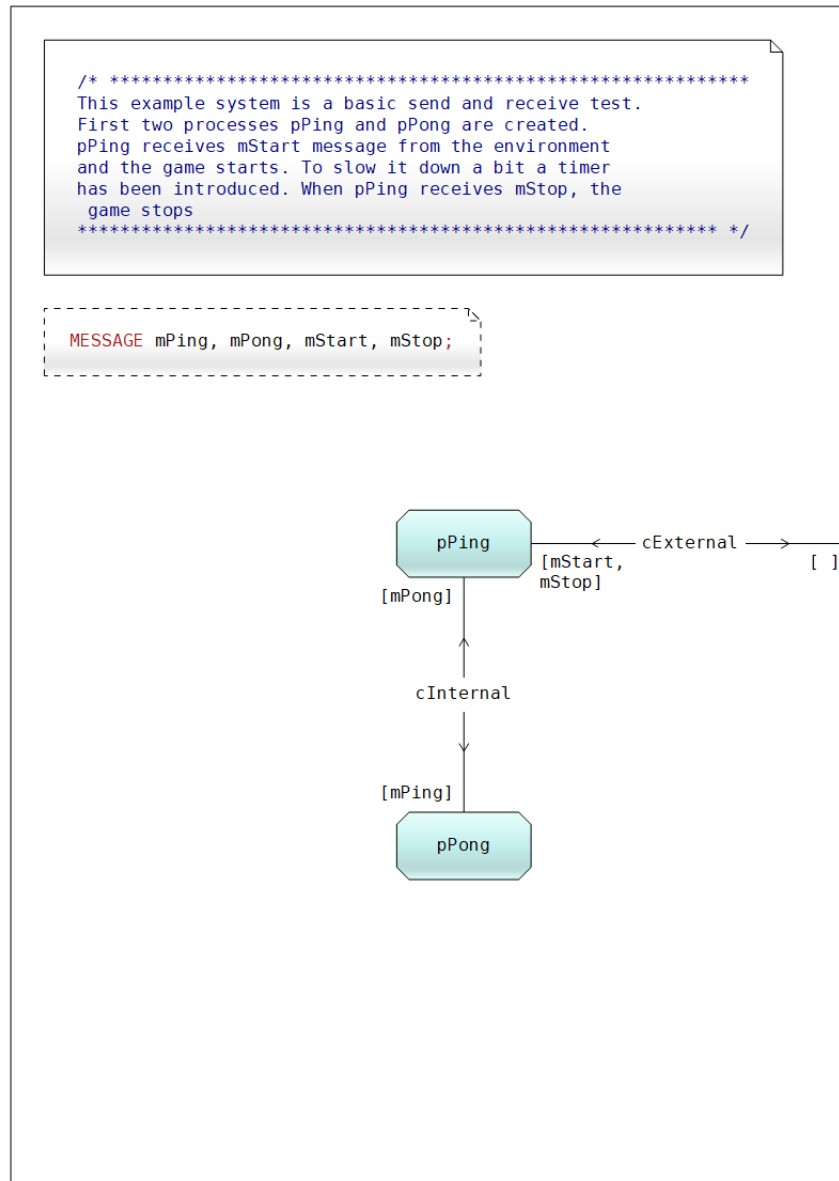 /* ************************************************************
This example system is a basic send and receive test.
First two processes pPing and pPong are created.
pPing receives mStart message from the environment
and the game starts. To slow it down a bit a timer
has been introduced. When pPing receives mStop, the
 game stops
************************************************************ */
MESSAGE mPing, mPong, mStart, mStop;
pPing
cExternal
[mStart,
mStop]
[ ]
[mPong]
cInternal
[mPing]
pPong